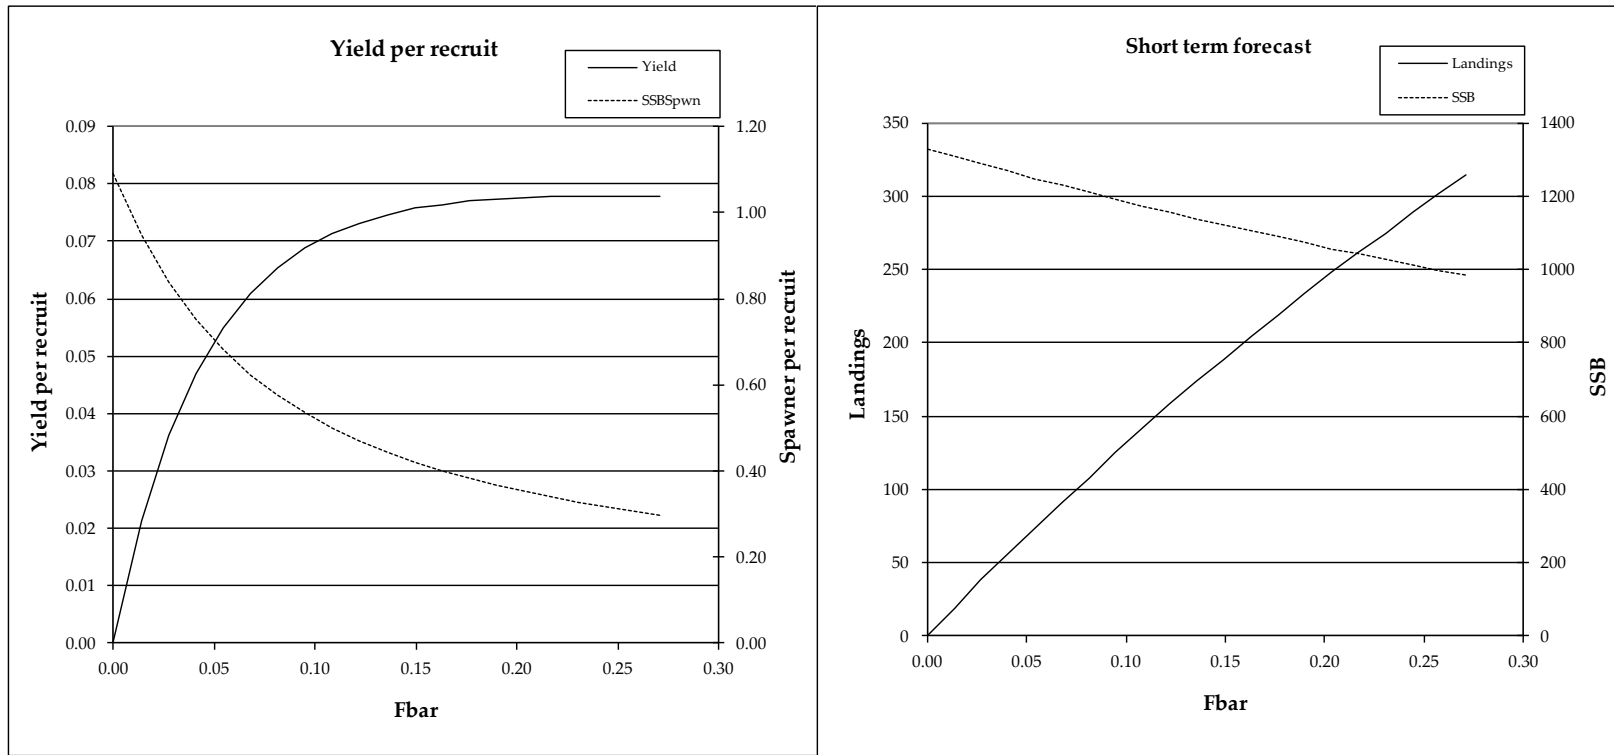 Yield per recruit
Yield
SSBSpwn
0.09
0.08
0.07
0.06
0.05
0.04
0.03
0.02
0.01
0.00
Yield per recruit
1.20
1.00
0.80
0.60
0.40
0.20
0.00
Spawner per recruit
0.00 0.05 0.10 0.15 0.20 0.25 0.30
Fbar
Short term forecast
Landings
SSB
350
300
250
200
150
100
50
0
Landings
1400
1200
1000
800
600
400
200
0
SSB
0.00 0.05 0.10 0.15 0.20 0.25 0.30
Fbar